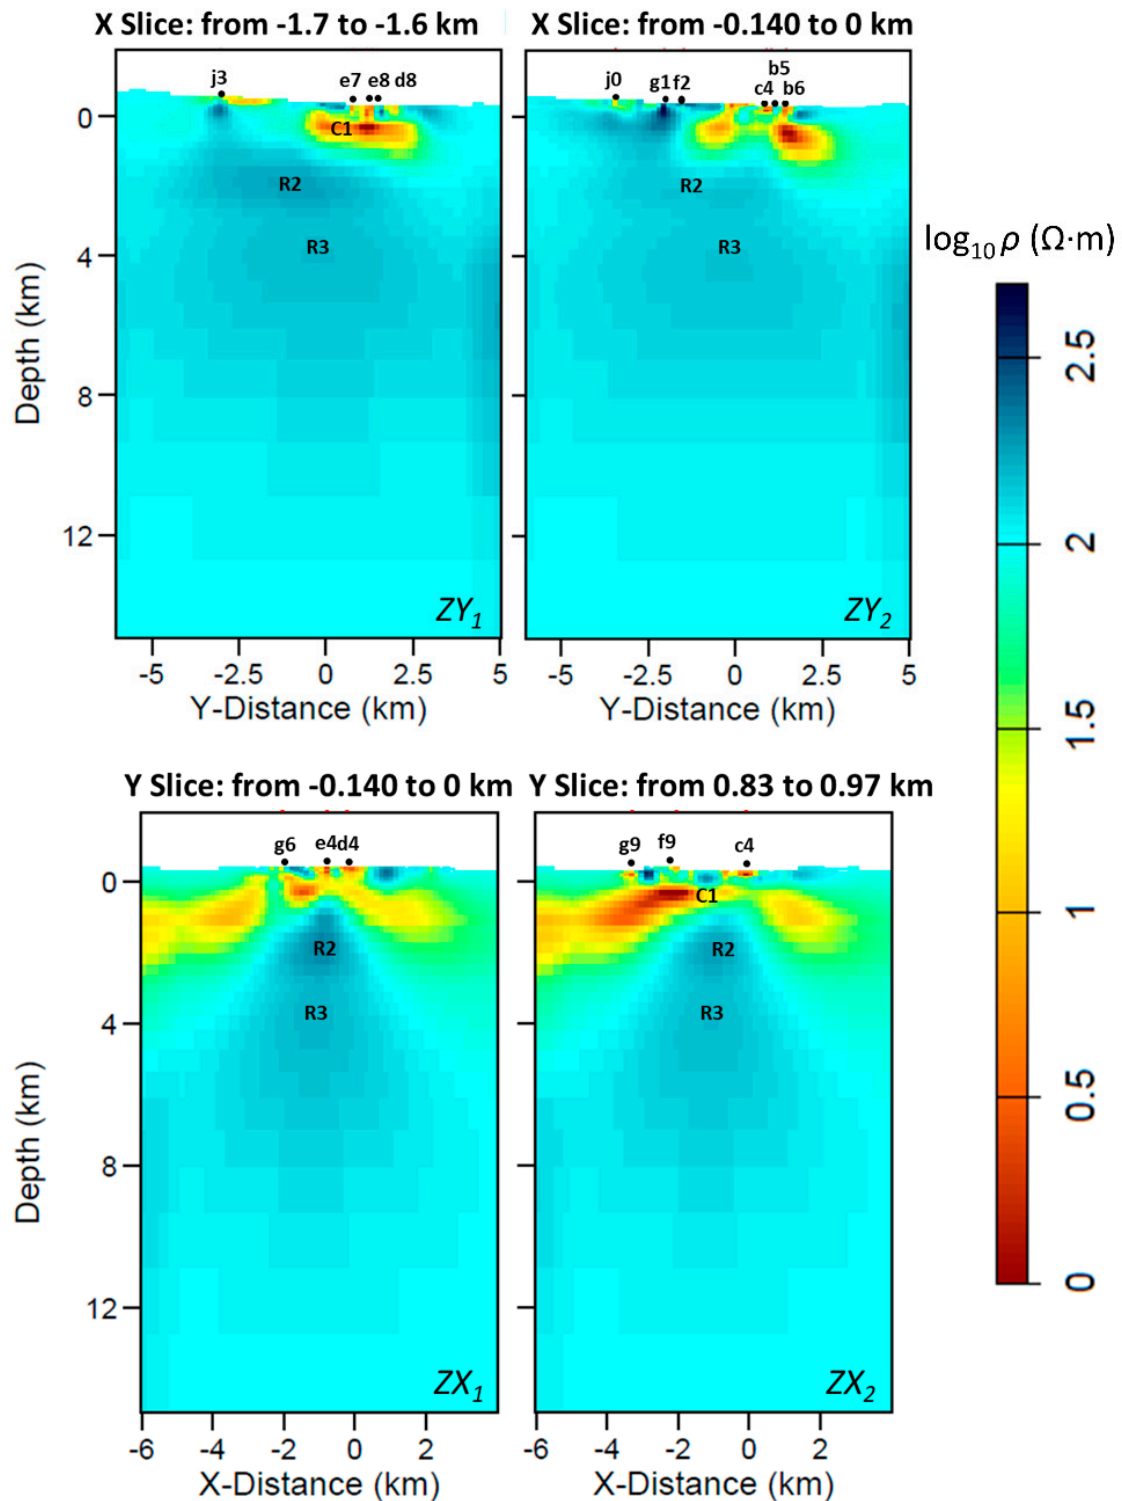 X Slice: from -1.7 to -1.6 km
X Slice: from -0.140 to 0 km
j3
e7 e8 d8
C1
R2
R3
ZY1
j0
g1 f2
b5
c4 b6
R2
R3
ZY2
0
4
8
12
Depth (km)
-5 -2.5 0 2.5 5
Y-Distance (km)
-5 -2.5 0 2.5 5
Y-Distance (km)
log10 ρ (Ω·m)
2.5
2
1.5
1
0.5
0
Y Slice: from -0.140 to 0 km
Y Slice: from 0.83 to 0.97 km
g6 e4 d4
R2
R3
ZX1
g9 f9 c4
C1
R2
R3
ZX2
0
4
8
12
Depth (km)
-6 -4 -2 0 2
X-Distance (km)
-6 -4 -2 0 2
X-Distance (km)